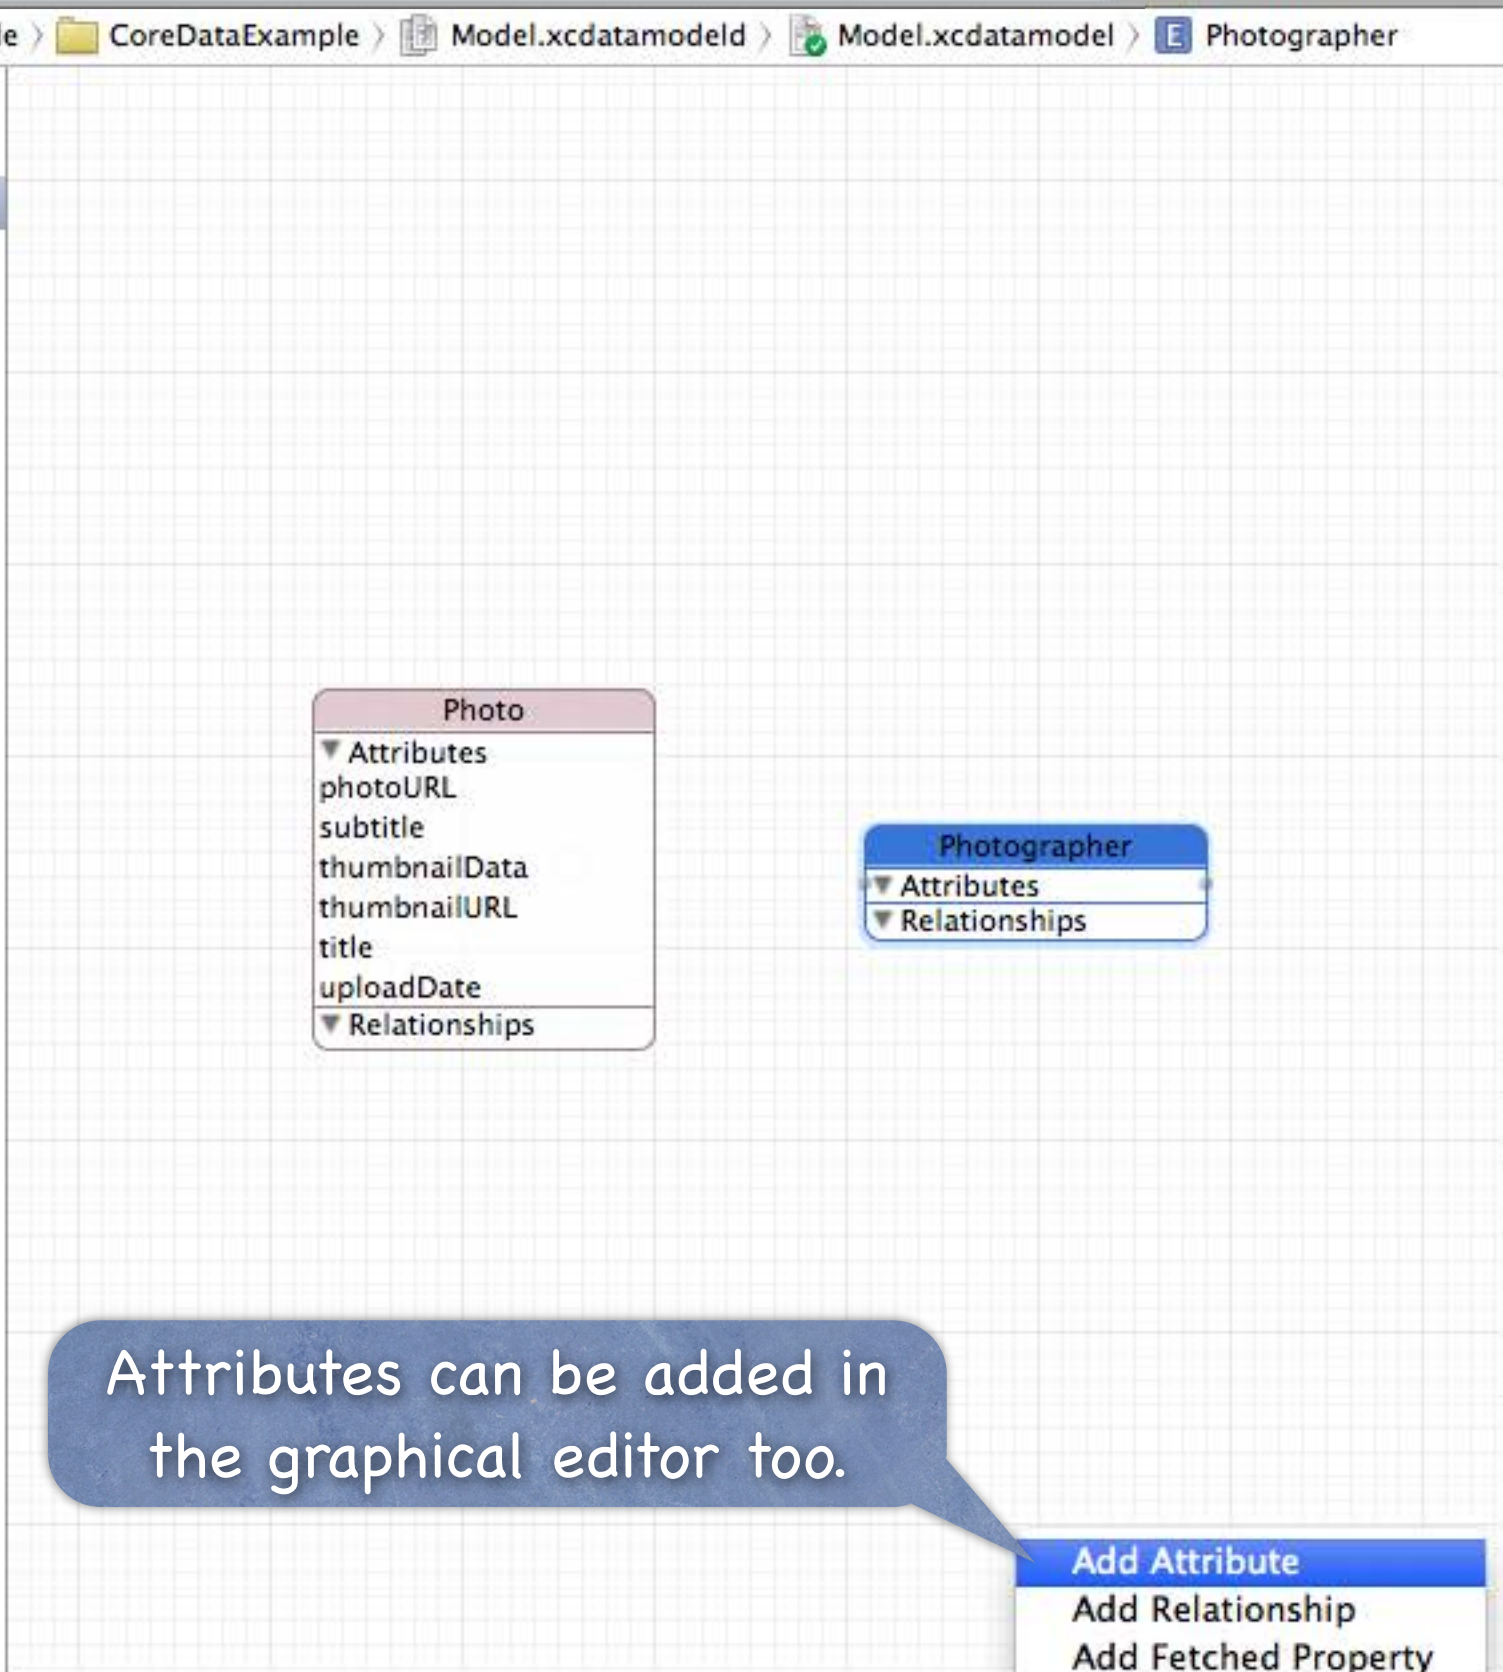 e CoreDataExample Model.xcdatamodeld Model.xcdatamodel E Photographer
Photo
Attributes
photoURL
subtitle
thumbnailData
thumbnailURL
title
uploadDate
Relationships
Photographer
Attributes
Relationships
Attributes can be added in
the graphical editor too.
Add Attribute
Add Relationship
Add Fetched Property